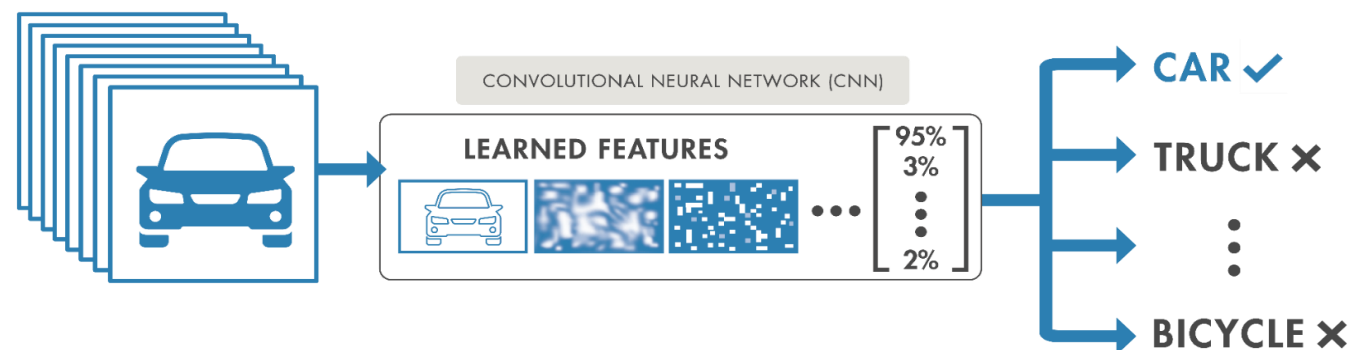 CONVOLUTIONAL NEURAL NETWORK (CNN)
LEARNED FEATURES
95%
3%
2%
CAR
TRUCK
BICYCLE